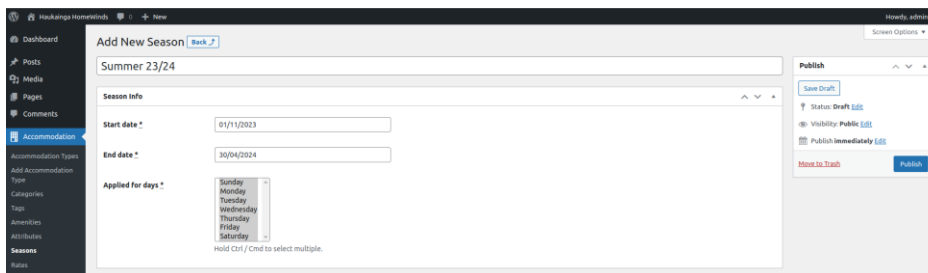 Haukainga HomeWinds 0 + New Howdy, admin
Screen Options ▼
Dashboard
Posts
Media
Pages
Comments
Accommodation
Accommodation Types
Add Accommodation
Type
Categories
Tags
Amenities
Attributes
Seasons
Rates
Add New Season Back
Summer 23/24
Season Info
Start date * 01/11/2023
End date * 30/04/2024
Applied for days *
Sunday
Monday
Tuesday
Wednesday
Thursday
Friday
Saturday
Hold Ctrl / Cmd to select multiple.
Publish
Save Draft
Status: Draft Edit
Visibility: Public Edit
Publish immediately Edit
Move to Trash Publish